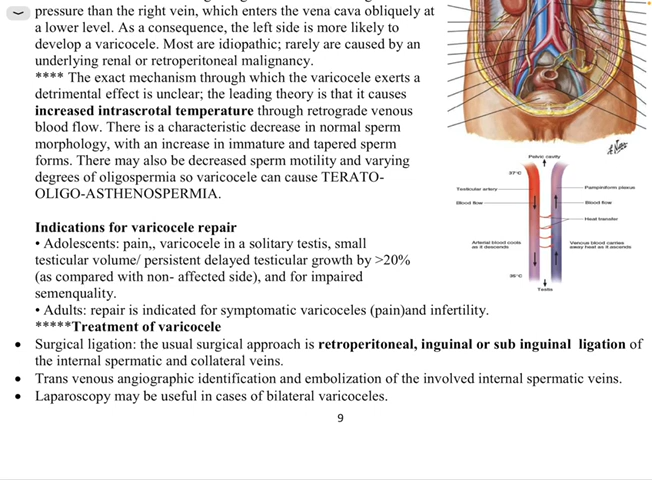 pressure than the right vein, which enters the vena cava obliquely at
a lower level. As a consequence, the left side is more likely to
develop a varicocele. Most are idiopathic; rarely are caused by an
underlying renal or retroperitoneal malignancy.
**** The exact mechanism through which the varicocele exerts a
detrimental effect is unclear; the leading theory is that it causes
increased intrascrotal temperature through retrograde venous
blood flow. There is a characteristic decrease in normal sperm
morphology, with an increase in immature and tapered sperm
forms. There may also be decreased sperm motility and varying
degrees of oligospermia so varicocele can cause TERATO-
OLIGO-ASTHENOSPERMIA.
Indications for varicocele repair
• Adolescents: pain,, varicocele in a solitary testis, small
testicular volume/ persistent delayed testicular growth by >20%
(as compared with non- affected side), and for impaired
semenquality.
• Adults: repair is indicated for symptomatic varicoceles (pain)and infertility.
*****Treatment of varicocele
• Surgical ligation: the usual surgical approach is retroperitoneal, inguinal or sub inguinal ligation of
the internal spermatic and collateral veins.
• Trans venous angiographic identification and embolization of the involved internal spermatic veins.
• Laparoscopy may be useful in cases of bilateral varicoceles.
9
Pelvic cavity
37°C
Testicular artery
Pampiniform plexus
Blood flow
Blood flow
Heat transfer
Arterial blood cools
as it descends
Venous blood carries
away heat as it ascends
Testis